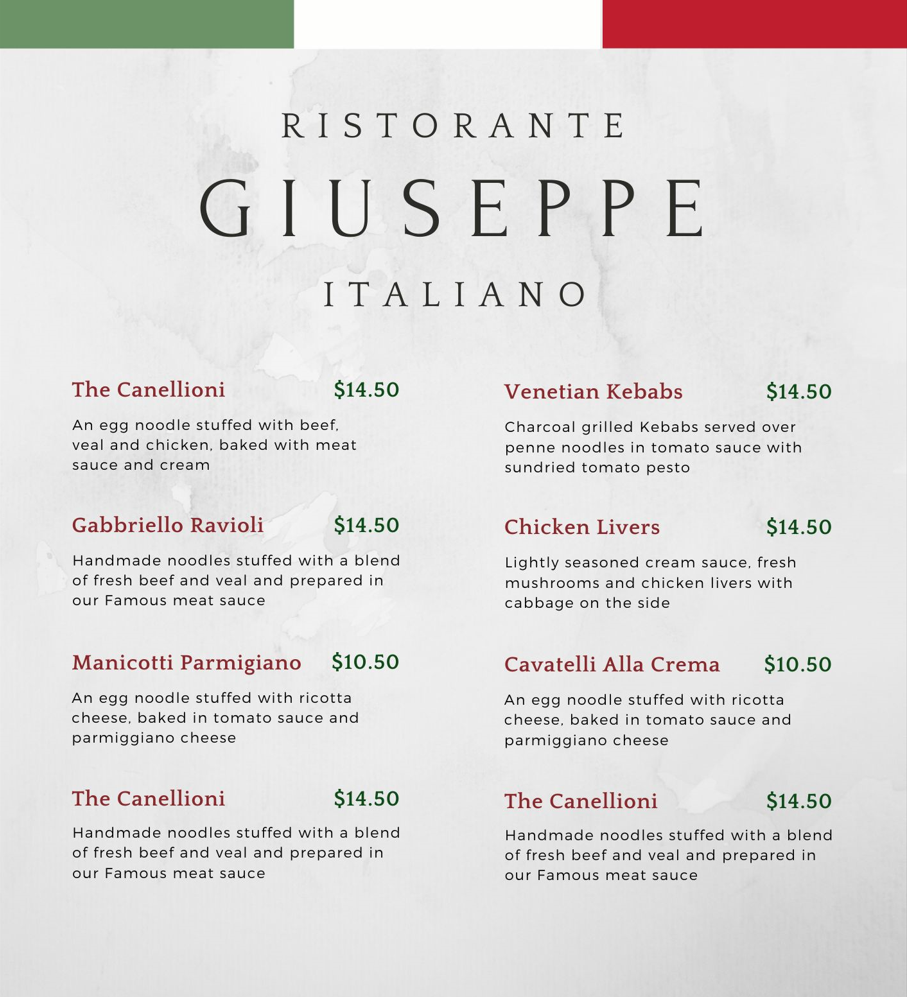 RISTORANTE
GIUSEPPE
ITALIANO
The Canellioni $14.50
An egg noodle stuffed with beef,
veal and chicken, baked with meat
sauce and cream
Gabbriello Ravioli $14.50
Handmade noodles stuffed with a blend
of fresh beef and veal and prepared in
our Famous meat sauce
Manicotti Parmigiano $10.50
An egg noodle stuffed with ricotta
cheese, baked in tomato sauce and
parmiggiano cheese
The Canellioni $14.50
Handmade noodles stuffed with a blend
of fresh beef and veal and prepared in
our Famous meat sauce
Venetian Kebabs $14.50
Charcoal grilled Kebabs served over
penne noodles in tomato sauce with
sundried tomato pesto
Chicken Livers $14.50
Lightly seasoned cream sauce, fresh
mushrooms and chicken livers with
cabbage on the side
Cavatelli Alla Crema $10.50
An egg noodle stuffed with ricotta
cheese, baked in tomato sauce and
parmiggiano cheese
The Canellioni $14.50
Handmade noodles stuffed with a blend
of fresh beef and veal and prepared in
our Famous meat sauce